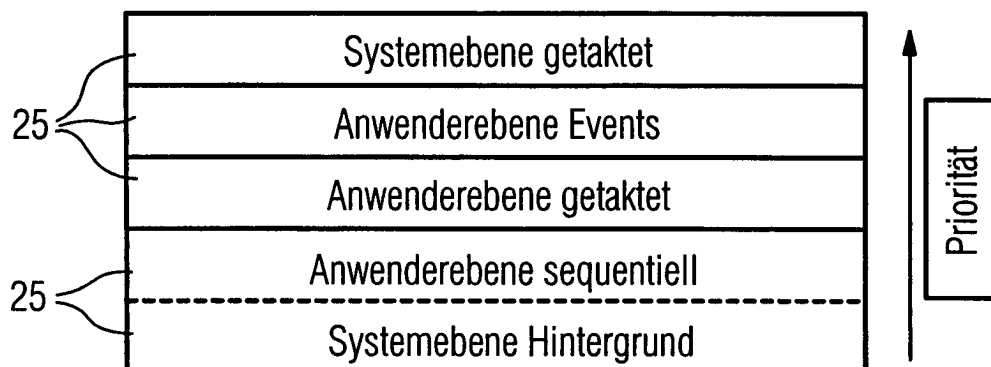 Systemebene getaktet
25
Anwenderebene Events
Anwenderebene getaktet
Anwenderebene sequentiell
25
Systemebene Hintergrund
Priorität